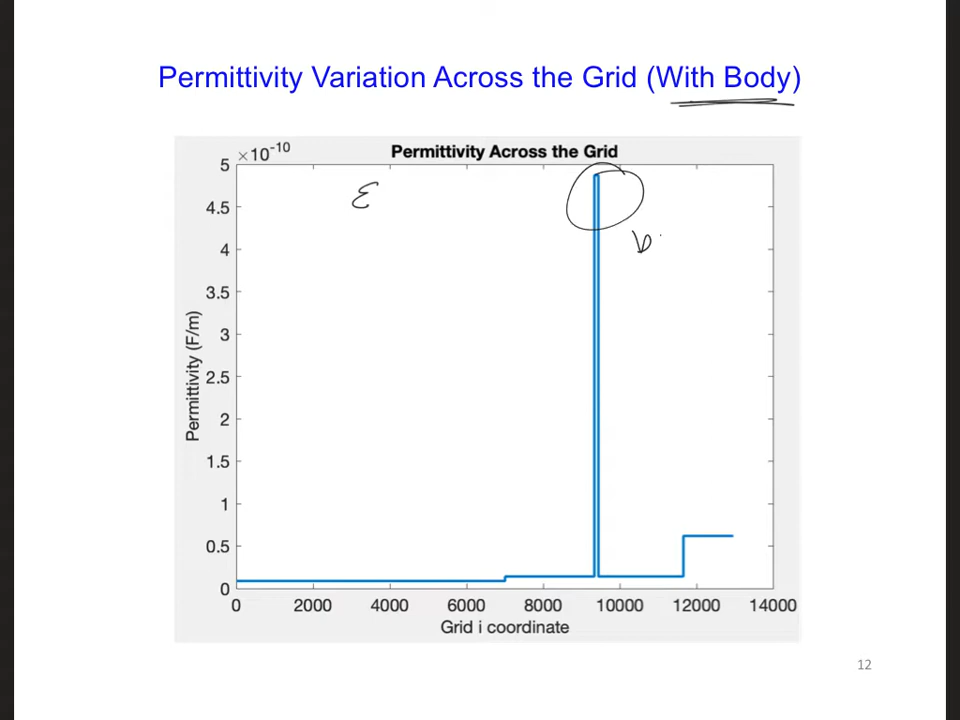 Permittivity Variation Across the Grid (With Body)
×10-10
Permittivity Across the Grid
5
4.5
4
3.5
3
2.5
2
1.5
1
0.5
0
ε
Permittivity (F/m)
0 2000 4000 6000 8000 10000 12000 14000
Grid i coordinate
12